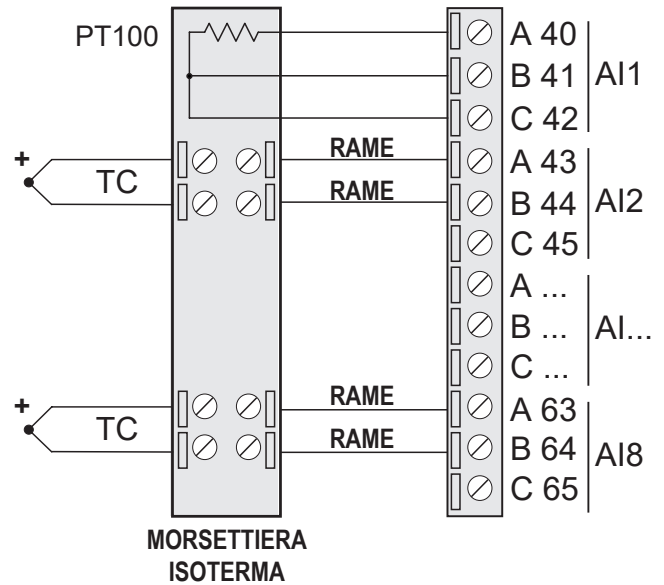 PT100
A 40
B 41
AI1
C 42
+
TC
RAME
A 43
RAME
B 44
AI2
C 45
A ...
B ...
AI...
C ...
+
TC
RAME
A 63
RAME
B 64
AI8
C 65
MORSETTIERA
ISOTERMA